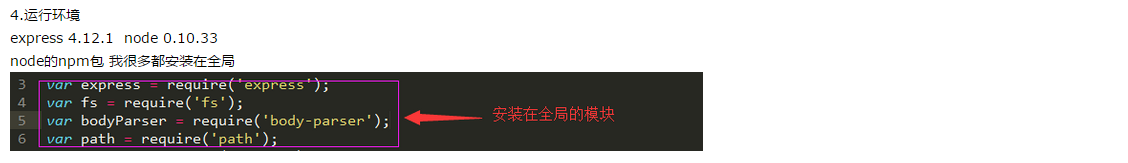 4.运行环境
express 4.12.1 node 0.10.33
node的npm包 我很多都安装在全局
3 var express = require('express');
4 var fs = require('fs');
5 var bodyParser = require('body-parser');
6 var path = require('path');
安装在全局的模块